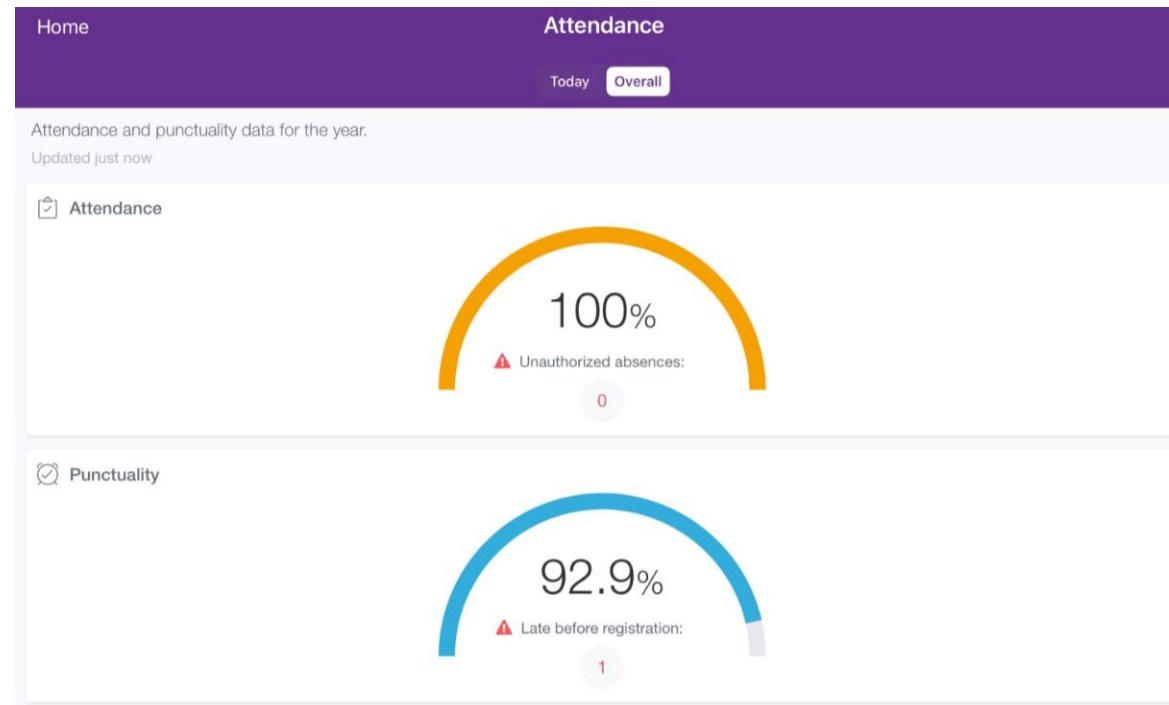 Home
Attendance
Today Overall
Attendance and punctuality data for the year.
Updated just now
Attendance
100%
Unauthorized absences:
0
Punctuality
92.9%
Late before registration:
1